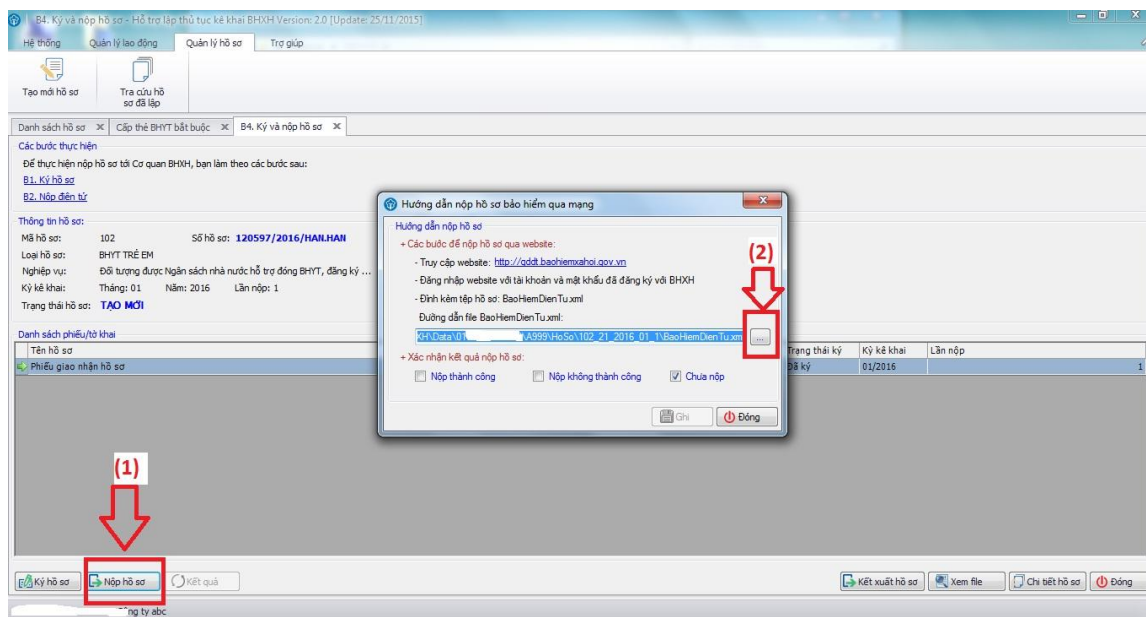 B4. Ký và nộp hồ sơ - Hỗ trợ lập thủ tục kê khai BHXH Version: 2.0 [Update: 25/11/2015]
Hệ thống Quản lý lao động Quản lý hồ sơ Trợ giúp
Tạo mới hồ sơ Tra cứu hồ
sơ đã lập
Danh sách hồ sơ Cấp thẻ BHYT bắt buộc B4. Ký và nộp hồ sơ
Các bước thực hiện
Để thực hiện nộp hồ sơ tới Cơ quan BHXH, bạn làm theo các bước sau:
B1. Ký hồ sơ
B2. Nộp điện tử
Thông tin hồ sơ:
Mã hồ sơ: 102 Số hồ sơ: 120597/2016/HAN.HAN
Loại hồ sơ: BHYT TRẺ EM
Nghiệp vụ: Đối tượng được Ngân sách nhà nước hỗ trợ đóng BHYT, đăng ký ...
Kỳ kê khai: Tháng: 01 Năm: 2016 Lần nộp: 1
Trạng thái hồ sơ: TẠO MỚI
Danh sách phiếu/tờ khai
Tên hồ sơ Trạng thái ký Kỳ kê khai Lần nộp
Phiếu giao nhận hồ sơ Đã ký 01/2016 1
Hướng dẫn nộp hồ sơ bảo hiểm qua mạng
Hướng dẫn nộp hồ sơ
+ Các bước để nộp hồ sơ qua website:
- Truy cập website: http://gddt.baohiemxahoi.gov.vn
- Đăng nhập website với tài khoản và mật khẩu đã đăng ký với BHXH
- Đính kèm tệp hồ sơ: BaoHiemDienTu.xml
Đường dẫn file BaoHiemDienTu.xml:
KH\Data\01 \A999\HoSo\102_21_2016_01_1\BaoHiemDienTu.xm ...
+ Xác nhận kết quả nộp hồ sơ:
Nộp thành công Nộp không thành công Chưa nộp
Ghi Đóng
(2)
(1)
Ký hồ sơ Nộp hồ sơ Kết quả Kết xuất hồ sơ Xem file Chi tiết hồ sơ Đóng
ty abc